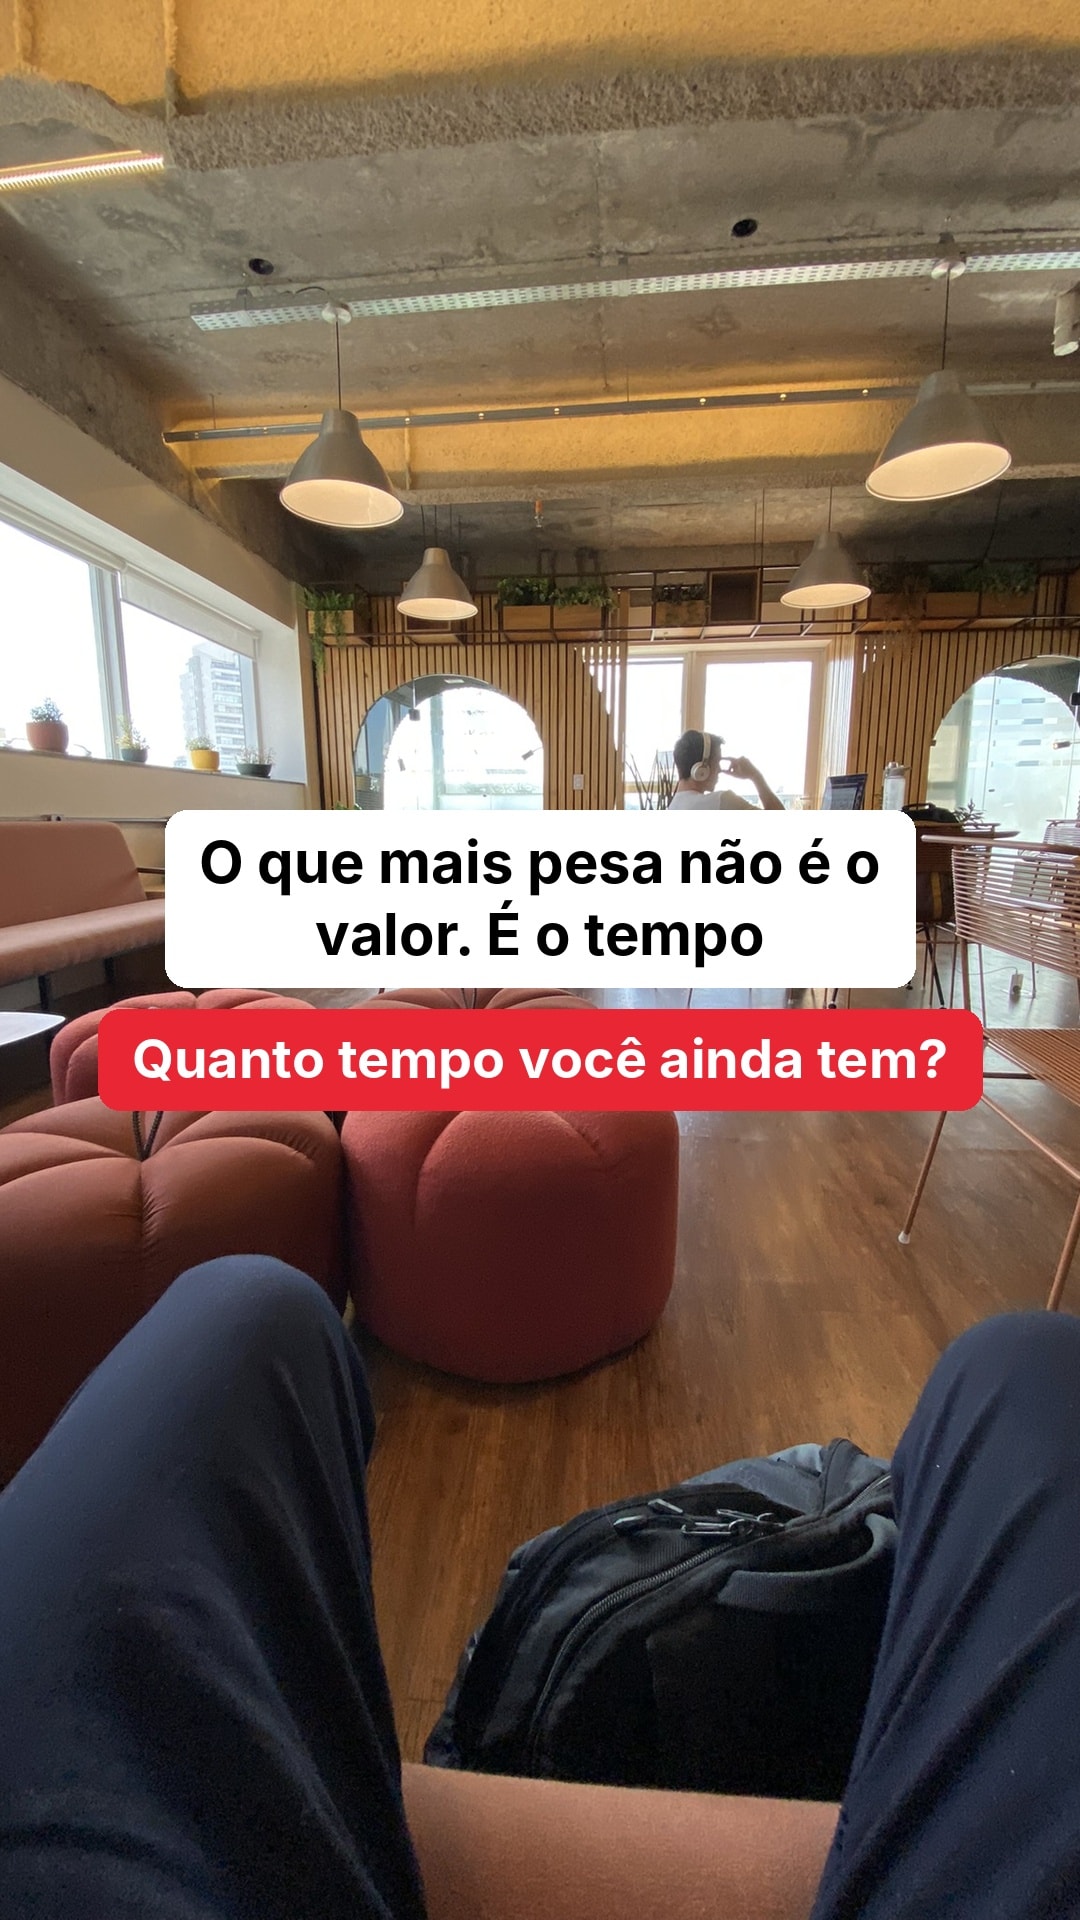 O que mais pesa não é o
valor. É o tempo
Quanto tempo você ainda tem?